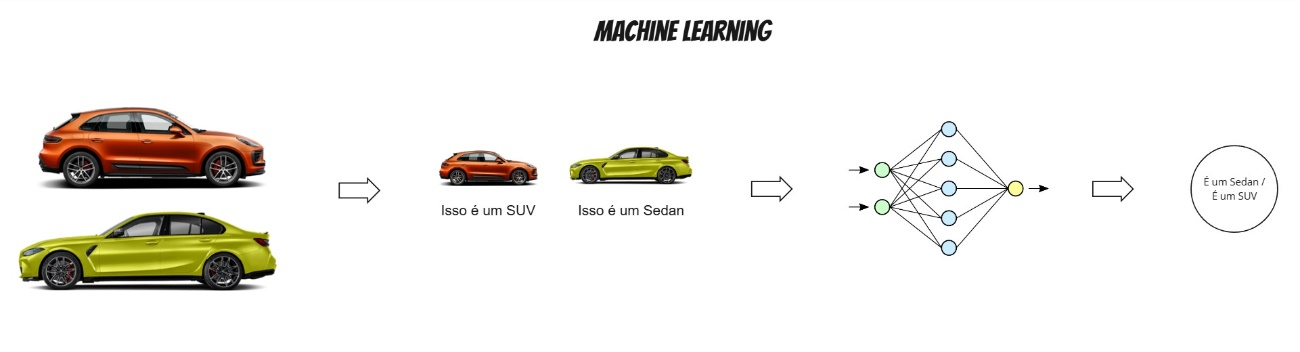 MACHINE LEARNING
Isso é um SUV
Isso é um Sedan
É um Sedan /
É um SUV